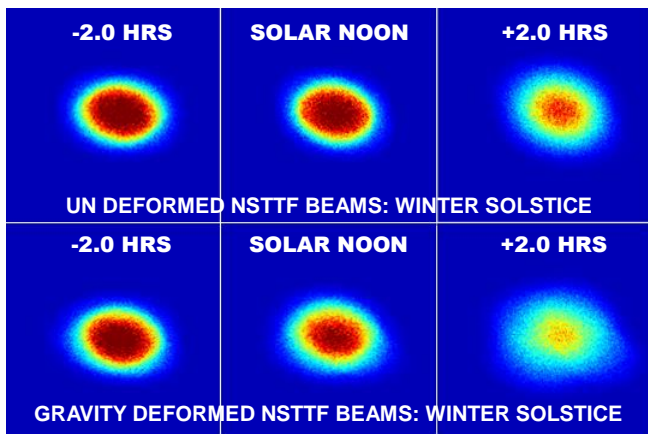 -2.0 HRS SOLAR NOON +2.0 HRS
UN DEFORMED NSTTF BEAMS: WINTER SOLSTICE
-2.0 HRS SOLAR NOON +2.0 HRS
GRAVITY DEFORMED NSTTF BEAMS: WINTER SOLSTICE